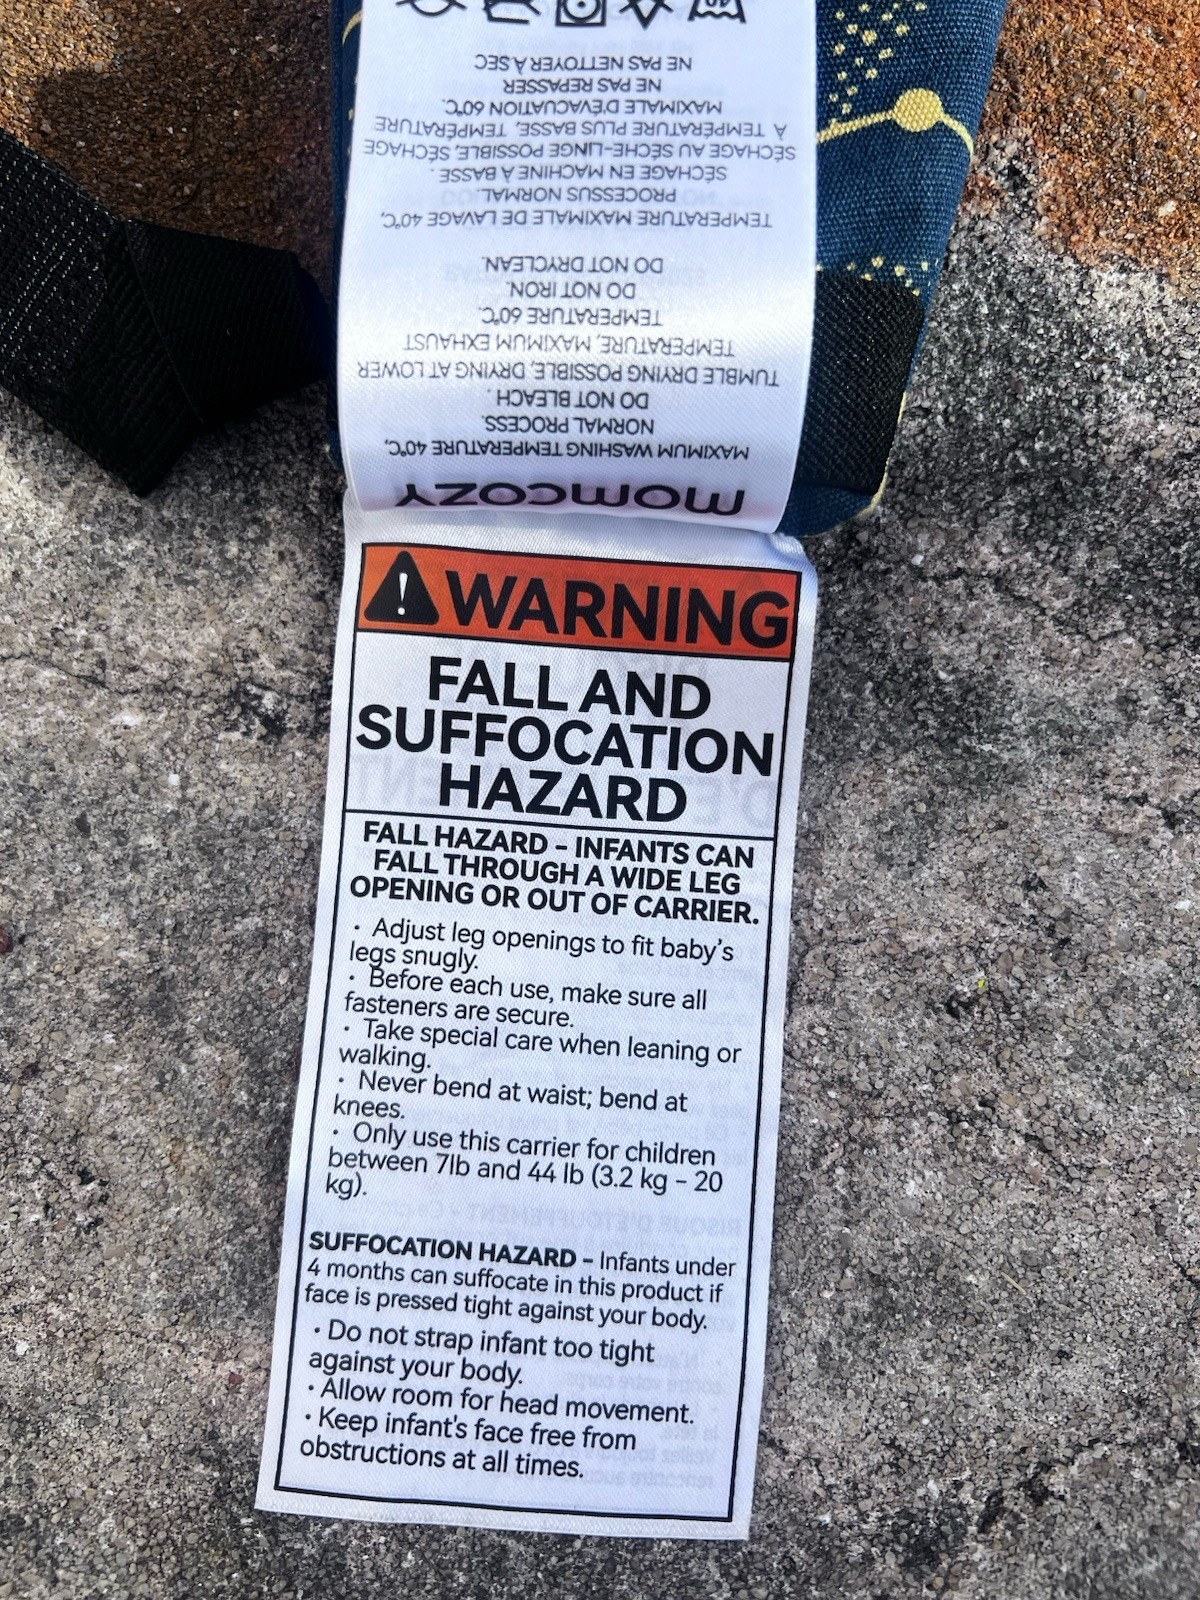 momcozy
MAXIMUM WASHING TEMPERATURE 40℃,
NORMAL PROCESS.
DO NOT BLEACH.
TUMBLE DRYING POSSIBLE, DRYING AT LOWER
TEMPERATURE, MAXIMUM EXHAUST
TEMPERATURE 60℃.
DO NOT IRON.
DO NOT DRYCLEAN.
TEMPÉRATURE MAXIMALE DE LAVAGE 40℃,
PROCESSUS NORMAL.
SÉCHAGE EN MACHINE À BASSE.
SÉCHAGE AU SÉCHE-LINGE POSSIBLE, SÉCHAGE
À TEMPÉRATURE PLUS BASSE, TEMPÉRATURE
MAXIMALE D'ÉVACUATION 60℃.
NE PAS REPASSER
NE PAS NETTOYER À SEC
WARNING
FALL AND
SUFFOCATION
HAZARD
FALL HAZARD – INFANTS CAN
FALL THROUGH A WIDE LEG
OPENING OR OUT OF CARRIER.
· Adjust leg openings to fit baby's
legs snugly.
· Before each use, make sure all
fasteners are secure.
· Take special care when leaning or
walking.
· Never bend at waist; bend at
knees.
· Only use this carrier for children
between 7lb and 44 lb (3.2 kg – 20
kg).
SUFFOCATION HAZARD – Infants under
4 months can suffocate in this product if
face is pressed tight against your body.
· Do not strap infant too tight
against your body.
· Allow room for head movement.
· Keep infant's face free from
obstructions at all times.